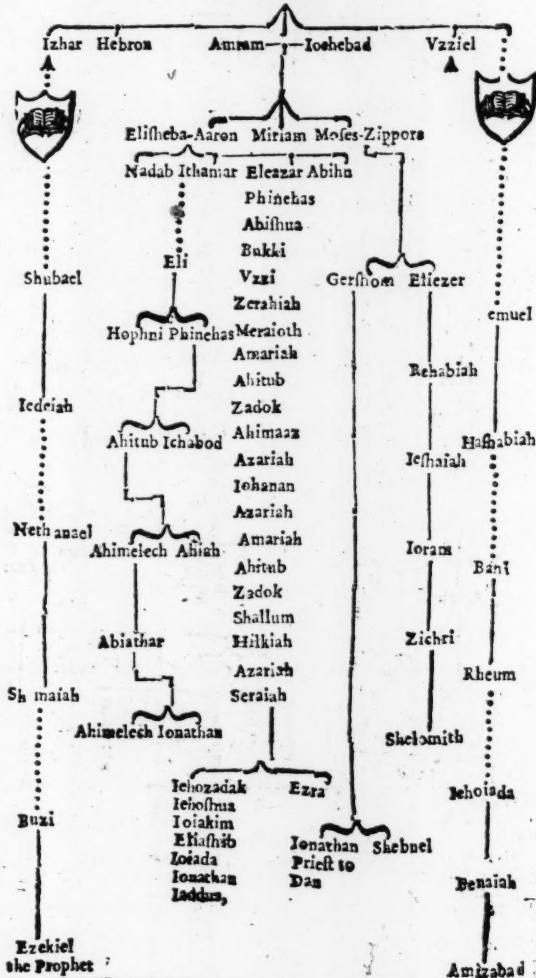 Izhar Hebron Amram Iochebad Vzziel
Elisheba-Aaron Miriam Moses-Zippora
Nadab Ithamar Eleazar Abihu
Phinehas
Abishua
Bukki
Eli
Vzzi
Shubael
Gershom Eliezer
Zerahiah
emuel
Hophni Phinehas
Meraioth
Amariah
Rehabiah
Ahitub
Iedeiah
Zadok
Ahitub Ichabod
Ahimaaz
Hashabiah
Azariah
Ieshaiah
Iohanan
Nethanael
Azariah
Ahimelech Ahiah
Amariah
Ioram
Ahitub
Bani
Zadok
Shallum
Abiathar
Hilkiah
Zichri
Azariah
Rheum
Sh maiah
Seraiah
Ahimelech Ionathan
Shelomith
Iehozadak Ezra
Iehoshua
Iehoiada
Buzi
Ioiakim
Eliashib
Ioiada
Ionathan
Iaddus,
Ionathan Shebuel
Priest to
Dan
Benaiah
Ezekiel
the Prophet
Amizabad